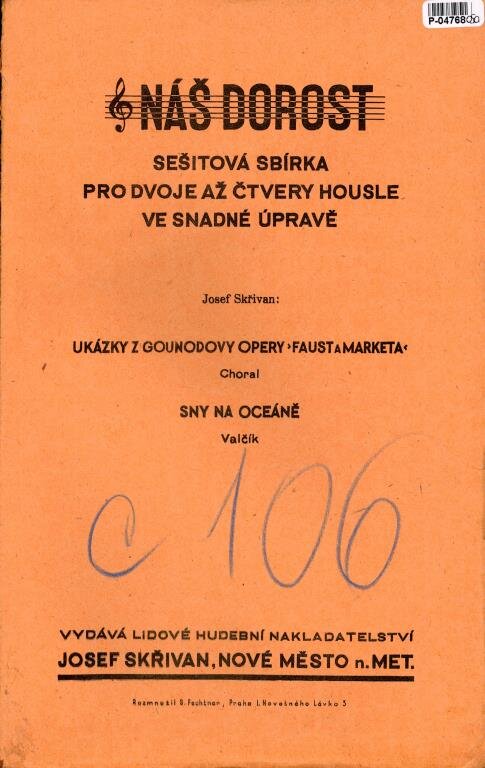 P-0476800
NÁŠ DOROST
SEŠITOVÁ SBÍRKA
PRO DVOJE AŽ ČTVERY HOUSLE
VE SNADNÉ ÚPRAVĚ
Josef Skřivan:
UKÁZKY Z GOUNODOVY OPERY ›FAUST A MARKETA‹
Choral
SNY NA OCEÁNĚ
Valčík
C 106
VYDÁVÁ LIDOVÉ HUDEBNÍ NAKLADATELSTVÍ
JOSEF SKŘIVAN, NOVÉ MĚSTO n. MET.
Rozmnožil B. Fechtner, Praha I. Novotného Lávka 5